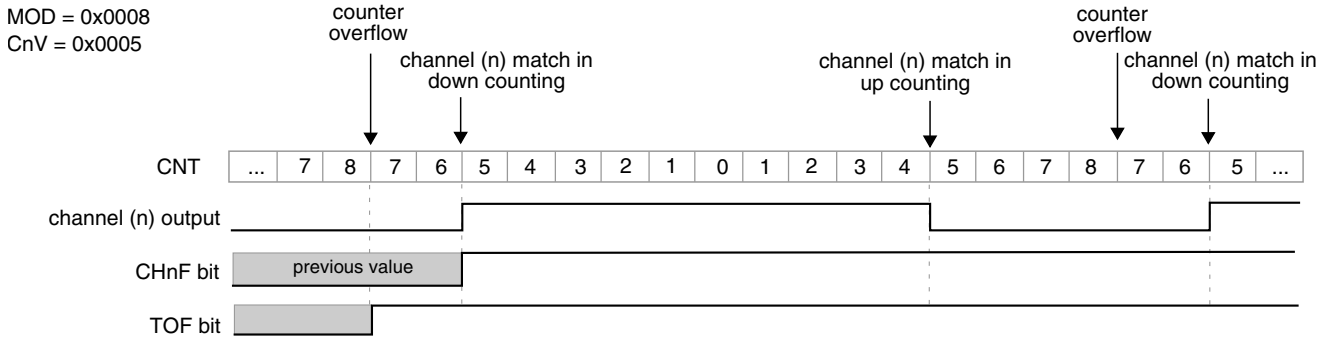 MOD = 0x0008
CnV = 0x0005
counter
overflow
channel (n) match in
down counting
channel (n) match in
up counting
counter
overflow
channel (n) match in
down counting
CNT ... 7 8 7 6 5 4 3 2 1 0 1 2 3 4 5 6 7 8 7 6 5 ...
channel (n) output
CHnF bit previous value
TOF bit